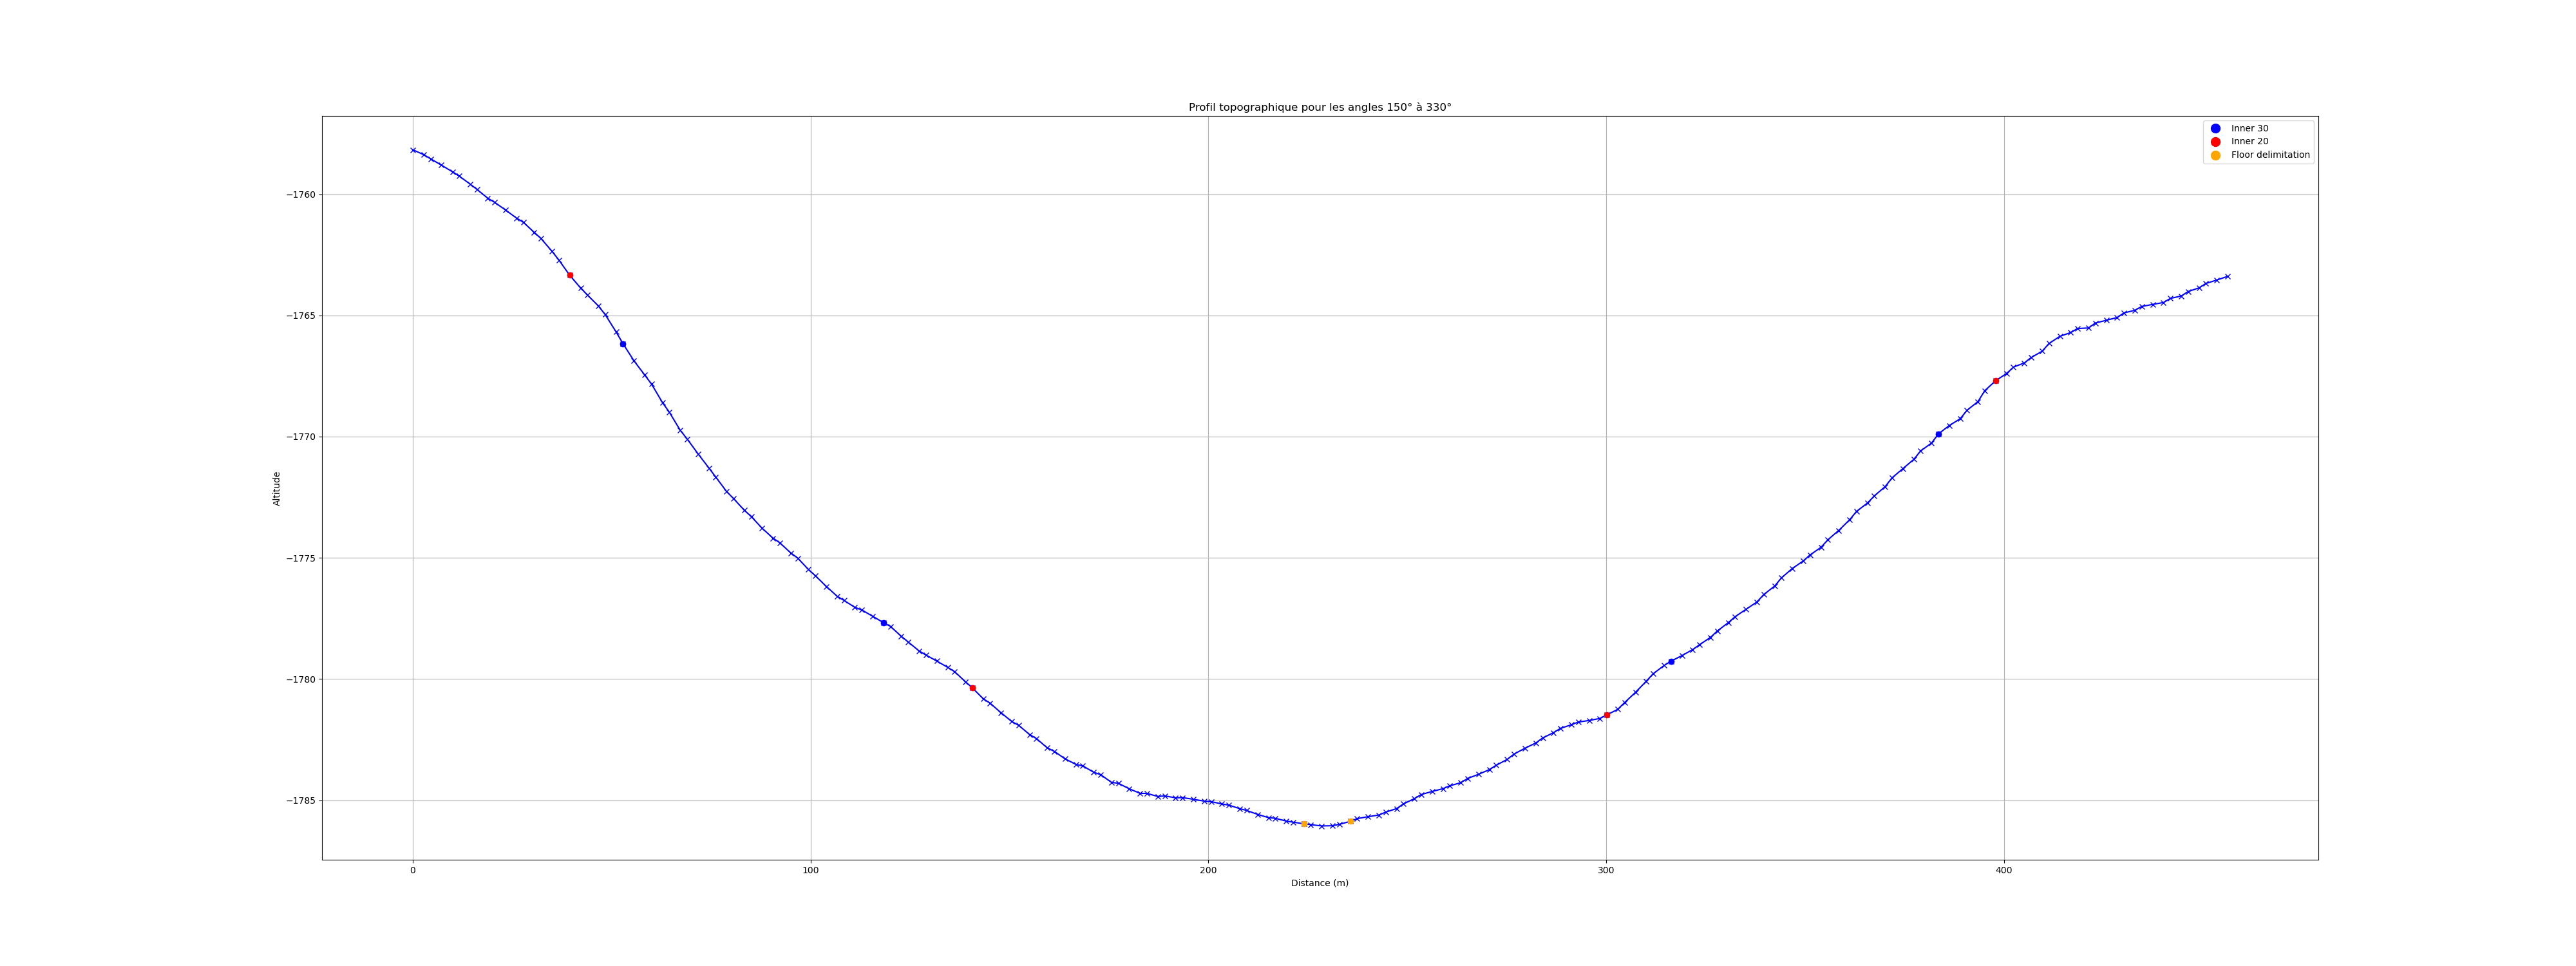 Profil topographique pour les angles 150° à 330°
Inner 30
Inner 20
Floor delimitation
−1760
−1765
−1770
−1775
−1780
−1785
Altitude
0 100 200 300 400
Distance (m)